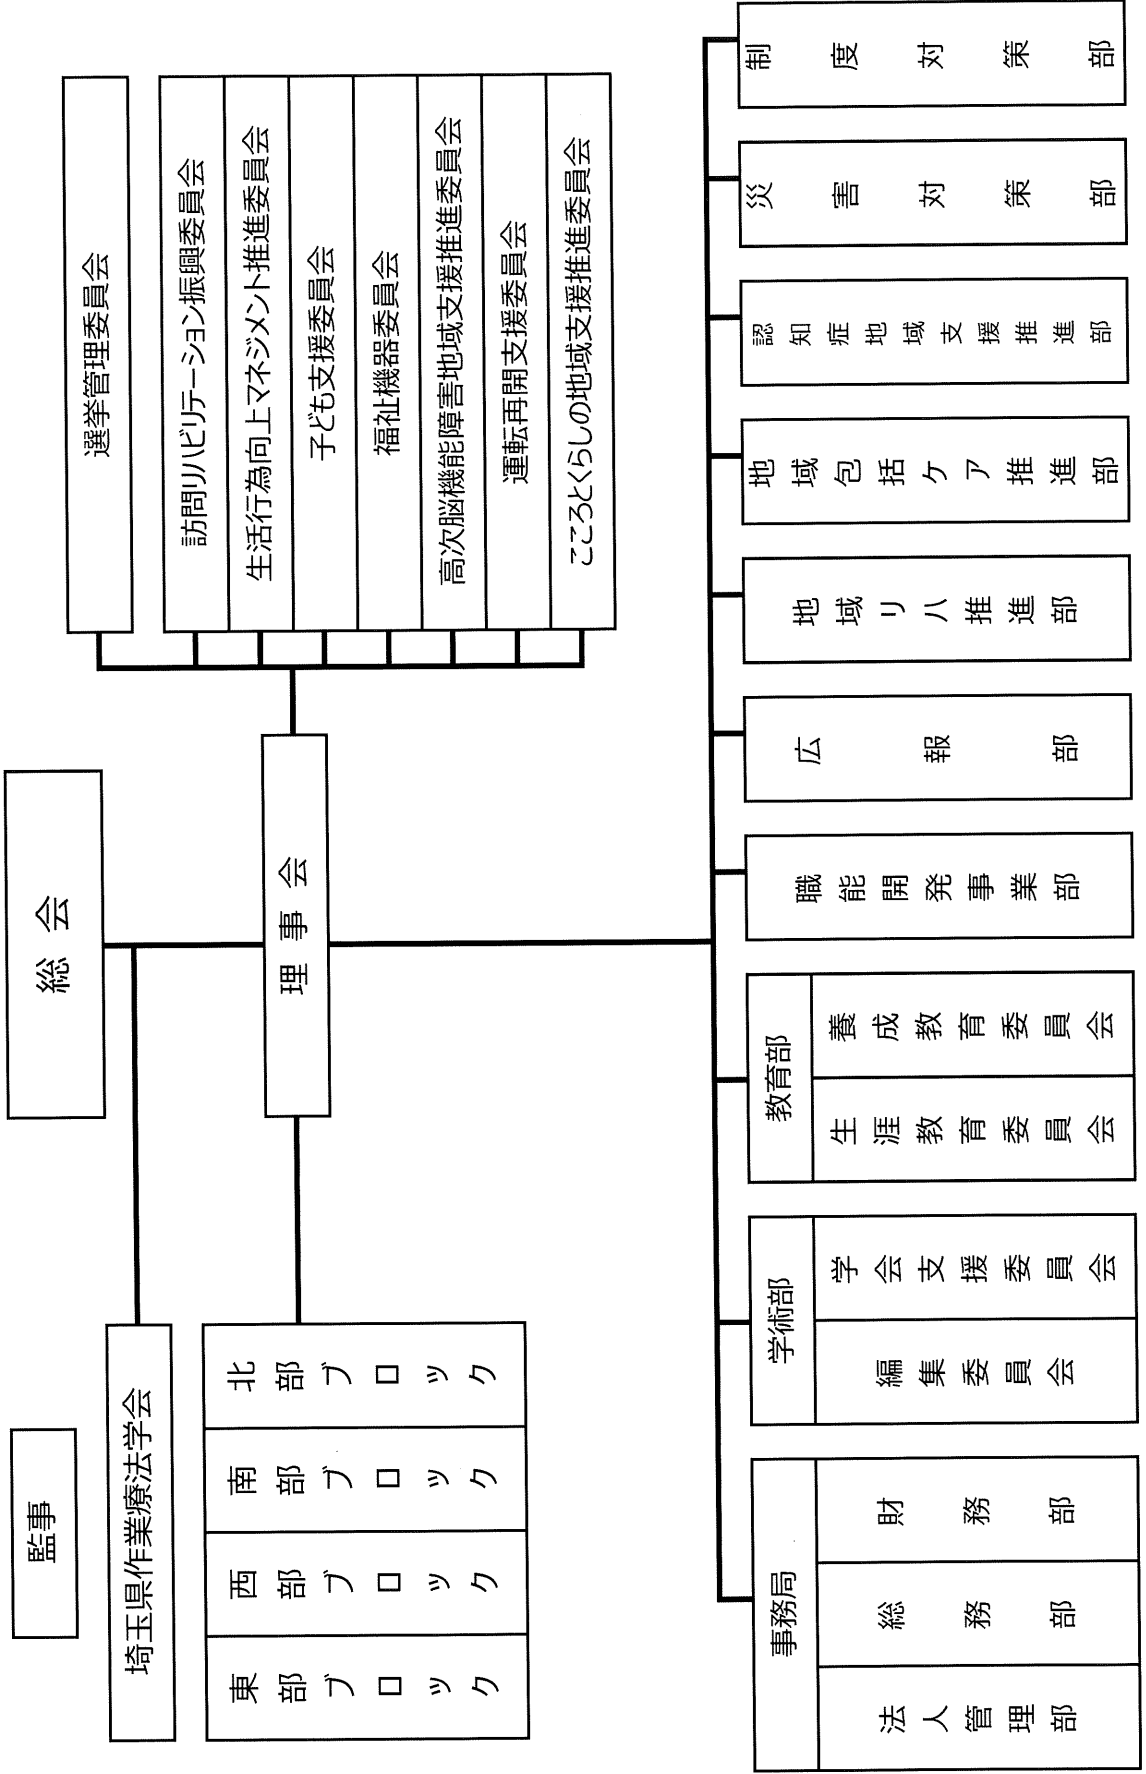 監事
総会
埼玉県作業療法学会
理事会
東部ブロック
西部ブロック
南部ブロック
北部ブロック
選挙管理委員会
訪問リハビリテーション振興委員会
生活行為向上マネジメント推進委員会
子ども支援委員会
福祉機器委員会
高次脳機能障害地域支援推進委員会
運転再開支援委員会
こころとくらしの地域支援推進委員会
事務局
法人管理部
総務部
財務部
学術部
編集委員会
学会支援委員会
教育部
生涯教育委員会
養成教育委員会
職能開発事業部
広報部
地域リハ推進部
地域包括ケア推進部
認知症地域支援推進部
災害対策部
制度対策部